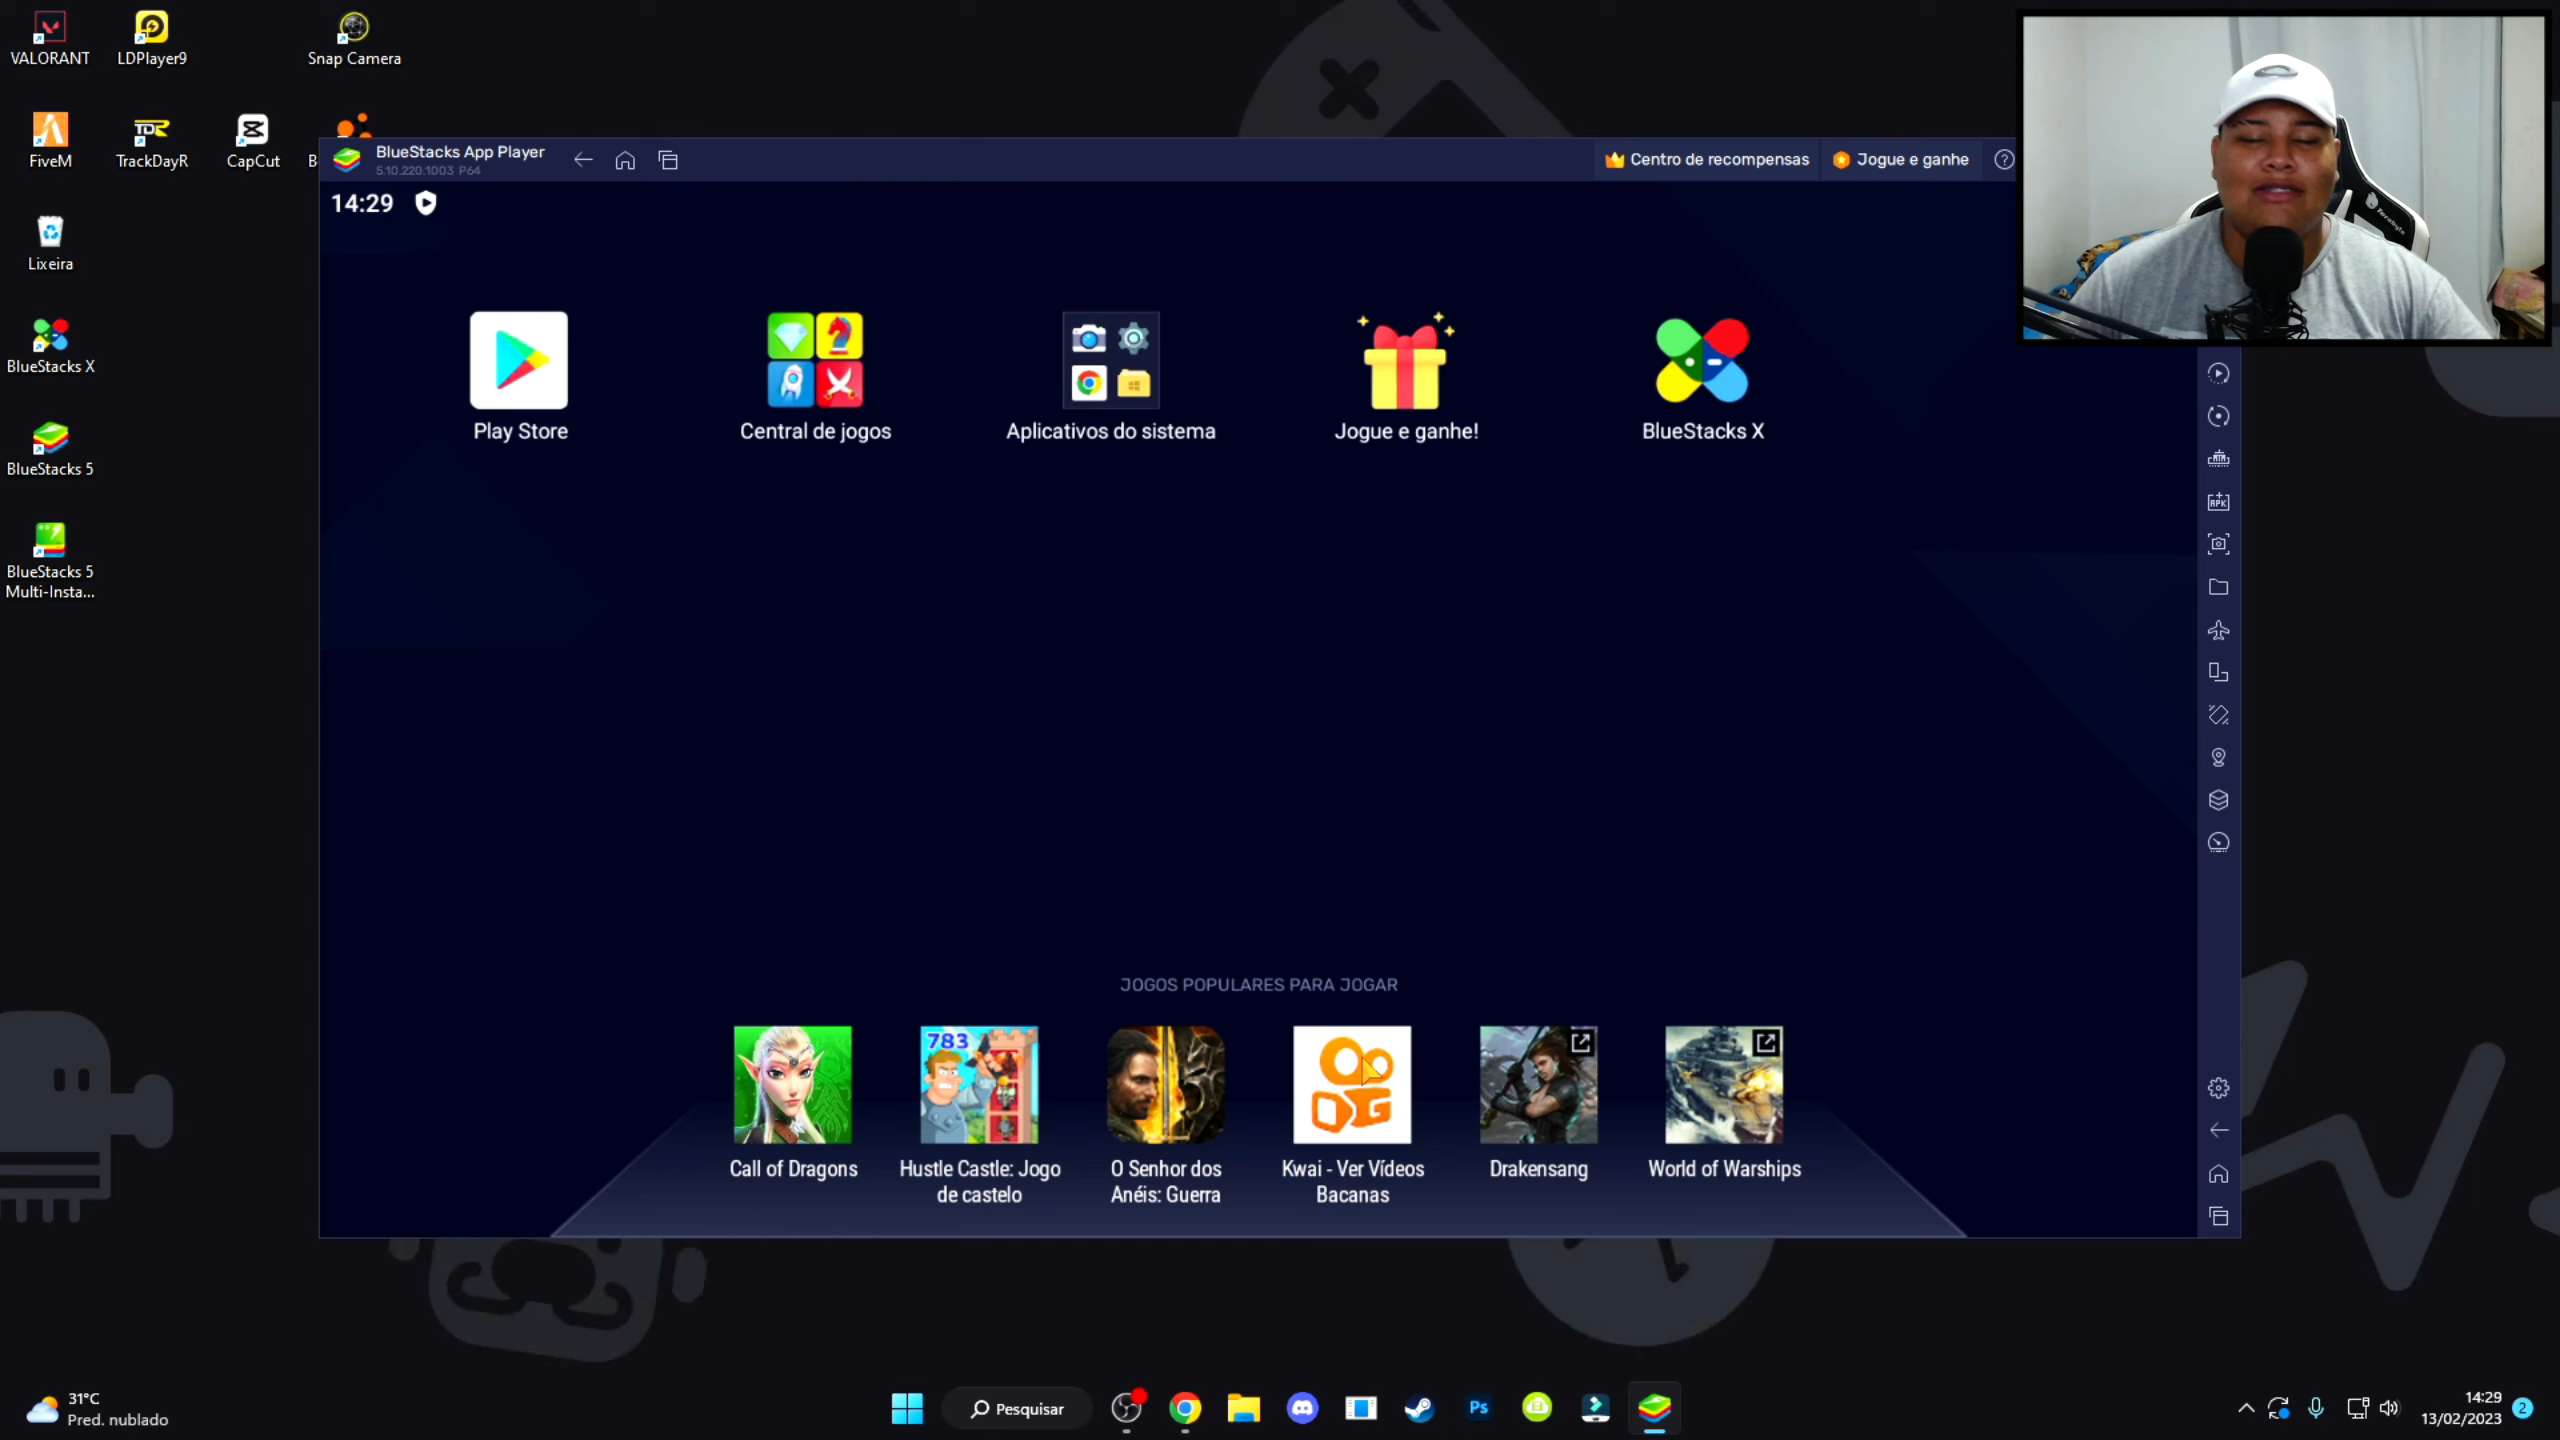 VALORANT
LDPlayer9
Snap Camera
FiveM
TrackDayR
CapCut
Lixeira
BlueStacks X
BlueStacks 5
BlueStacks 5
Multi-Insta...
BlueStacks App Player
5.10.220.1003 P64
Centro de recompensas
Jogue e ganhe
14:29
Play Store
Central de jogos
Aplicativos do sistema
Jogue e ganhe!
BlueStacks X
JOGOS POPULARES PARA JOGAR
783
Call of Dragons
Hustle Castle: Jogo
de castelo
O Senhor dos
Anéis: Guerra
Kwai - Ver Vídeos
Bacanas
Drakensang
World of Warships
31°C
Pred. nublado
Pesquisar
Ps
14:29
13/02/2023
2